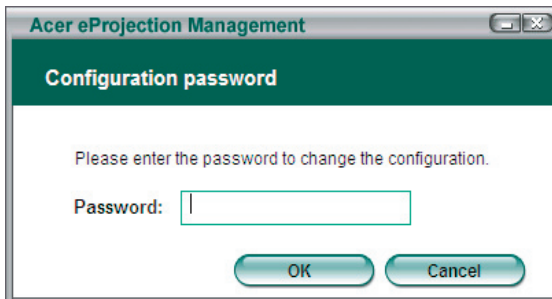 Acer eProjection Management
Configuration password
Please enter the password to change the configuration.
Password:
OK Cancel